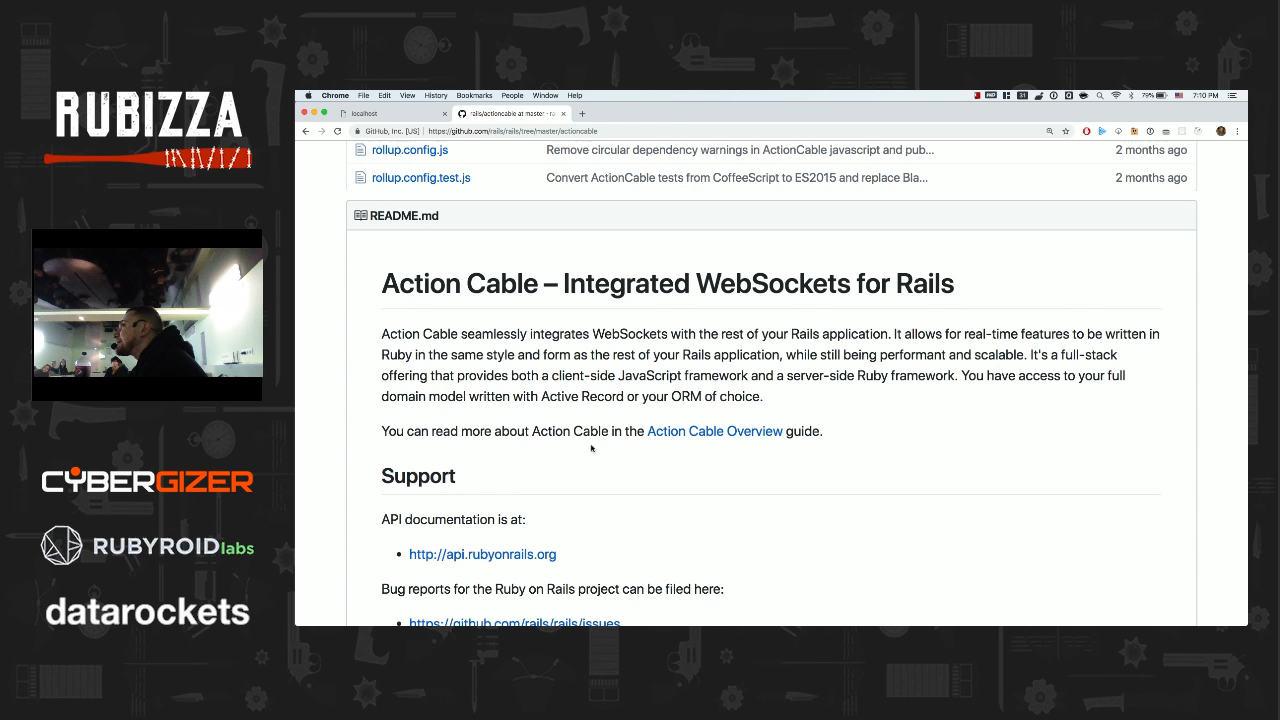 RUBIZZA
CYBERGIZER
RUBYROIDlabs
datarockets
Chrome File Edit View History Bookmarks People Window Help
79% 7:10 PM
localhost
rails/actioncable at master · ra
GitHub, Inc. [US] | https://github.com/rails/rails/tree/master/actioncable
rollup.config.js Remove circular dependency warnings in ActionCable javascript and pub... 2 months ago
rollup.config.test.js Convert ActionCable tests from CoffeeScript to ES2015 and replace Bla... 2 months ago
README.md
Action Cable – Integrated WebSockets for Rails
Action Cable seamlessly integrates WebSockets with the rest of your Rails application. It allows for real-time features to be written in
Ruby in the same style and form as the rest of your Rails application, while still being performant and scalable. It's a full-stack
offering that provides both a client-side JavaScript framework and a server-side Ruby framework. You have access to your full
domain model written with Active Record or your ORM of choice.
You can read more about Action Cable in the Action Cable Overview guide.
Support
API documentation is at:
• http://api.rubyonrails.org
Bug reports for the Ruby on Rails project can be filed here:
• https://github.com/rails/rails/issues